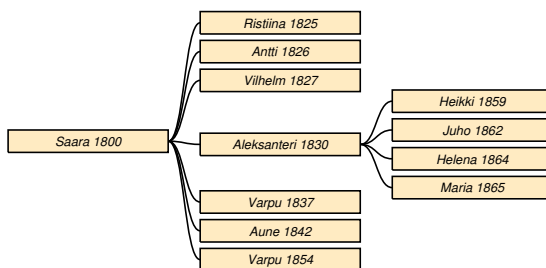 Ristiina 1825
Antti 1826
Vilhelm 1827
Heikki 1859
Juho 1862
Saara 1800
Aleksanteri 1830
Helena 1864
Maria 1865
Varpu 1837
Aune 1842
Varpu 1854